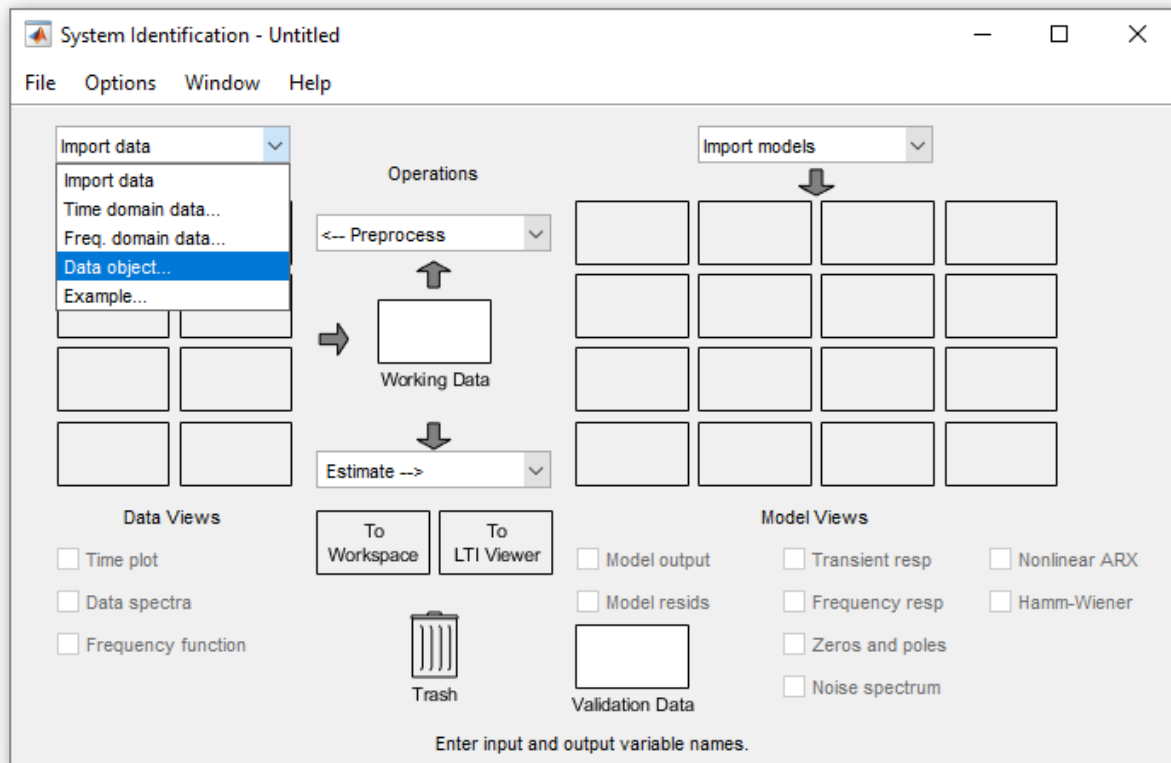 System Identification - Untitled
File Options Window Help
Import data
Import data
Time domain data...
Freq. domain data...
Data object...
Example...
Operations
<-- Preprocess
Working Data
Estimate -->
Import models
Data Views
Time plot
Data spectra
Frequency function
To
Workspace
To
LTI Viewer
Trash
Model Views
Model output
Model resids
Transient resp
Frequency resp
Zeros and poles
Noise spectrum
Nonlinear ARX
Hamm-Wiener
Validation Data
Enter input and output variable names.